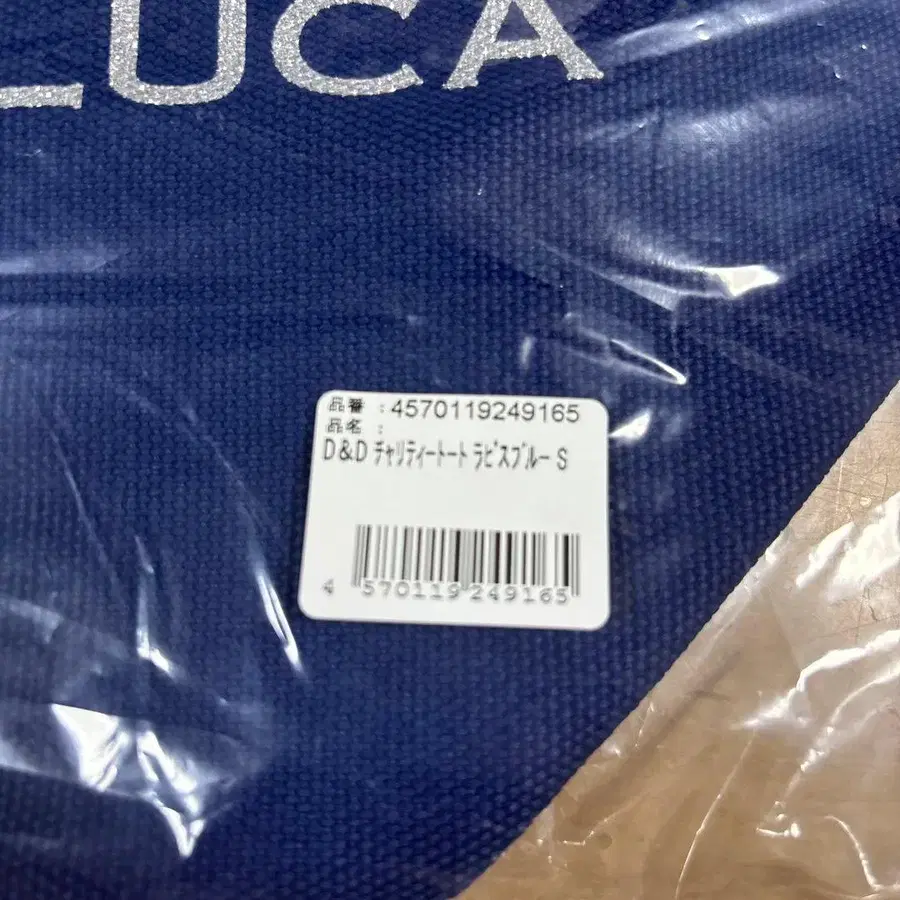 LUCA
品番 : 4570119249165
品名 :
D&D ﾁｬﾘﾃｨｰﾄｰﾄ ﾗﾋﾟｽﾌﾞﾙｰ S
4 570119 249165